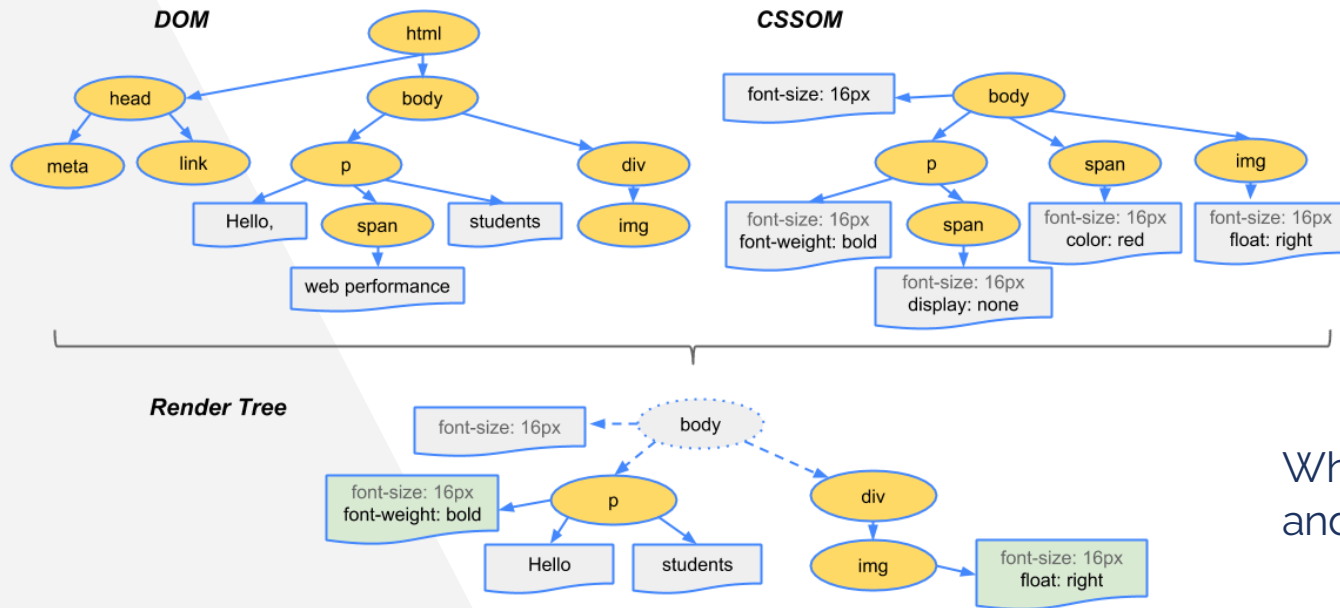 DOM
html
head
body
meta
link
p
div
Hello,
span
students
img
web performance
CSSOM
font-size: 16px
body
p
span
img
font-size: 16px
font-weight: bold
span
font-size: 16px
color: red
font-size: 16px
float: right
font-size: 16px
display: none
Render Tree
font-size: 16px
body
font-size: 16px
font-weight: bold
p
div
Hello
students
img
font-size: 16px
float: right